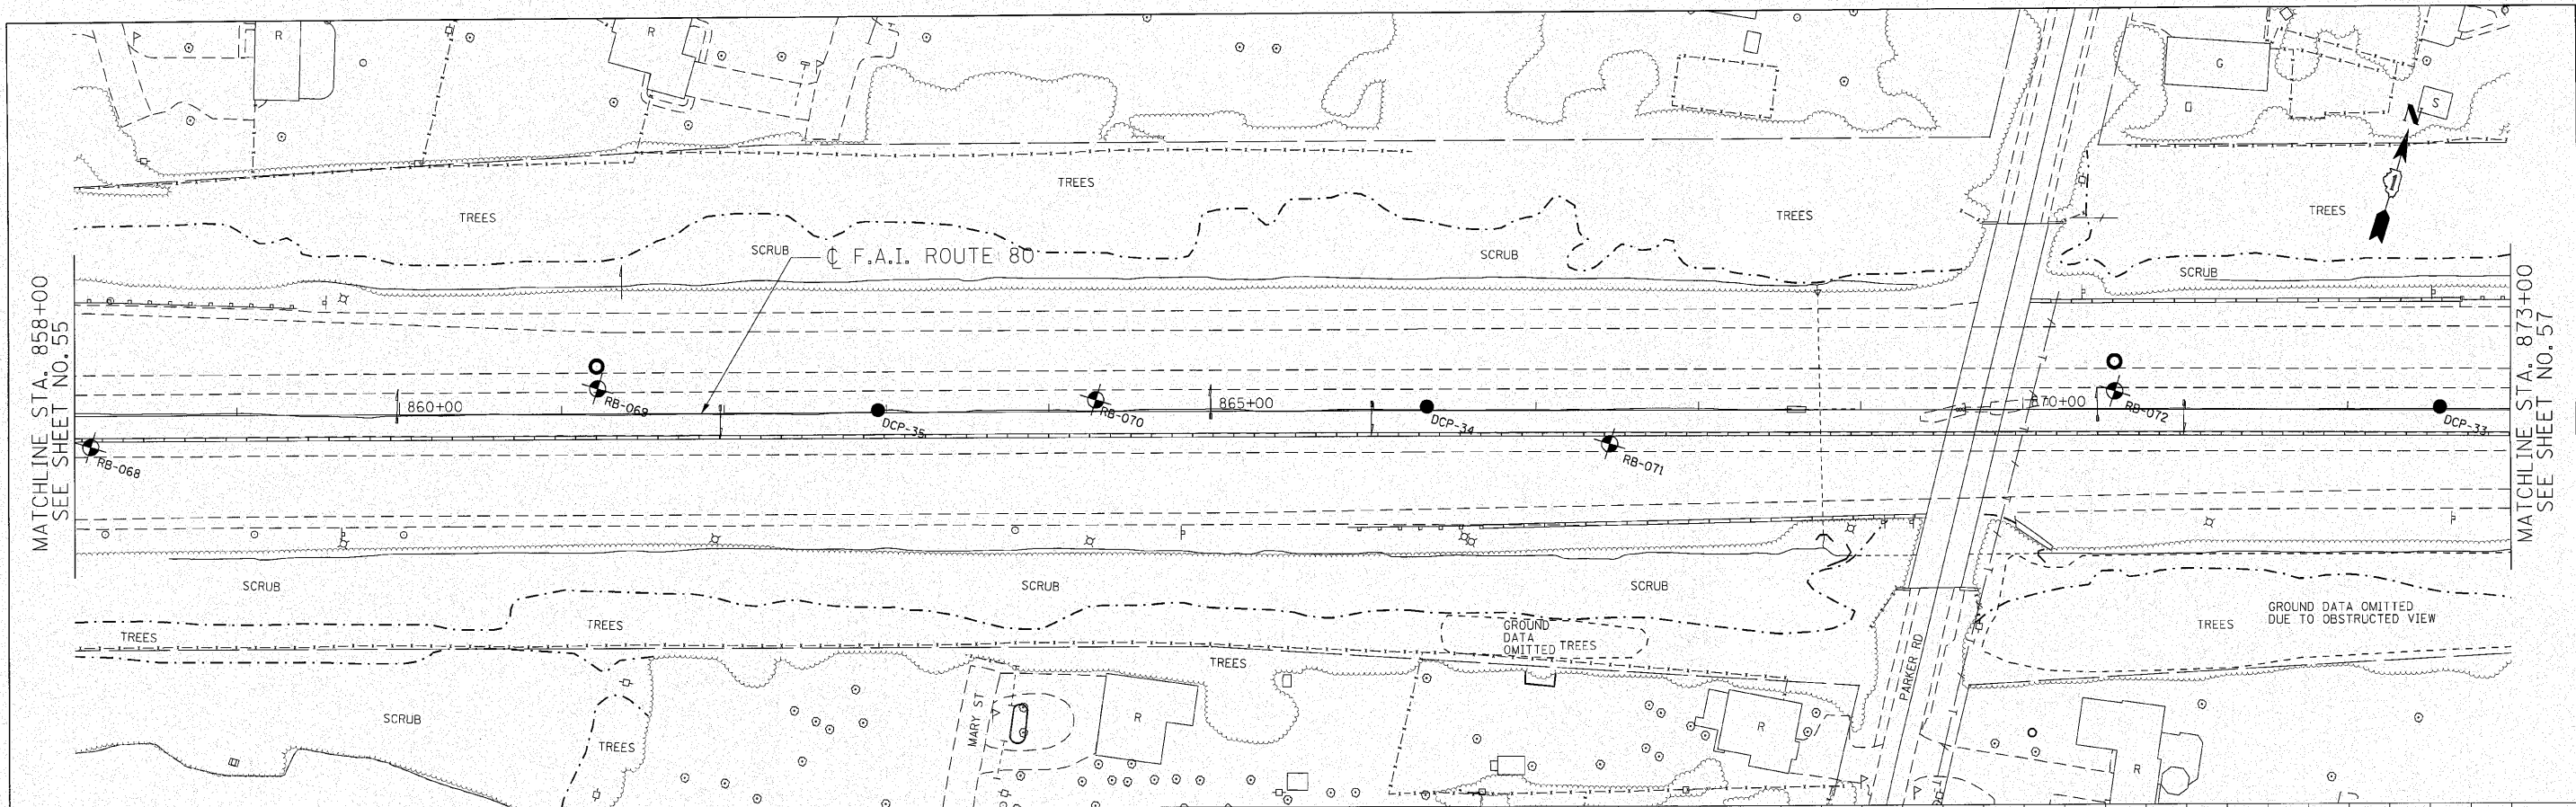 R
R
G
S
N
TREES
TREES
TREES
TREES
SCRUB
℄ F.A.I. ROUTE 80
SCRUB
SCRUB
MATCHLINE STA. 858+00
SEE SHEET NO. 55
MATCHLINE STA. 873+00
SEE SHEET NO. 57
860+00
RB-069
DCP-35
RB-070
865+00
DCP-34
870+00
RB-072
DCP-33
RB-068
RB-071
SCRUB
SCRUB
SCRUB
TREES
TREES
GROUND
DATA
OMITTED
TREES
TREES
GROUND DATA OMITTED
DUE TO OBSTRUCTED VIEW
TREES
SCRUB
TREES
MARY ST
R
R
PARKER RD
R